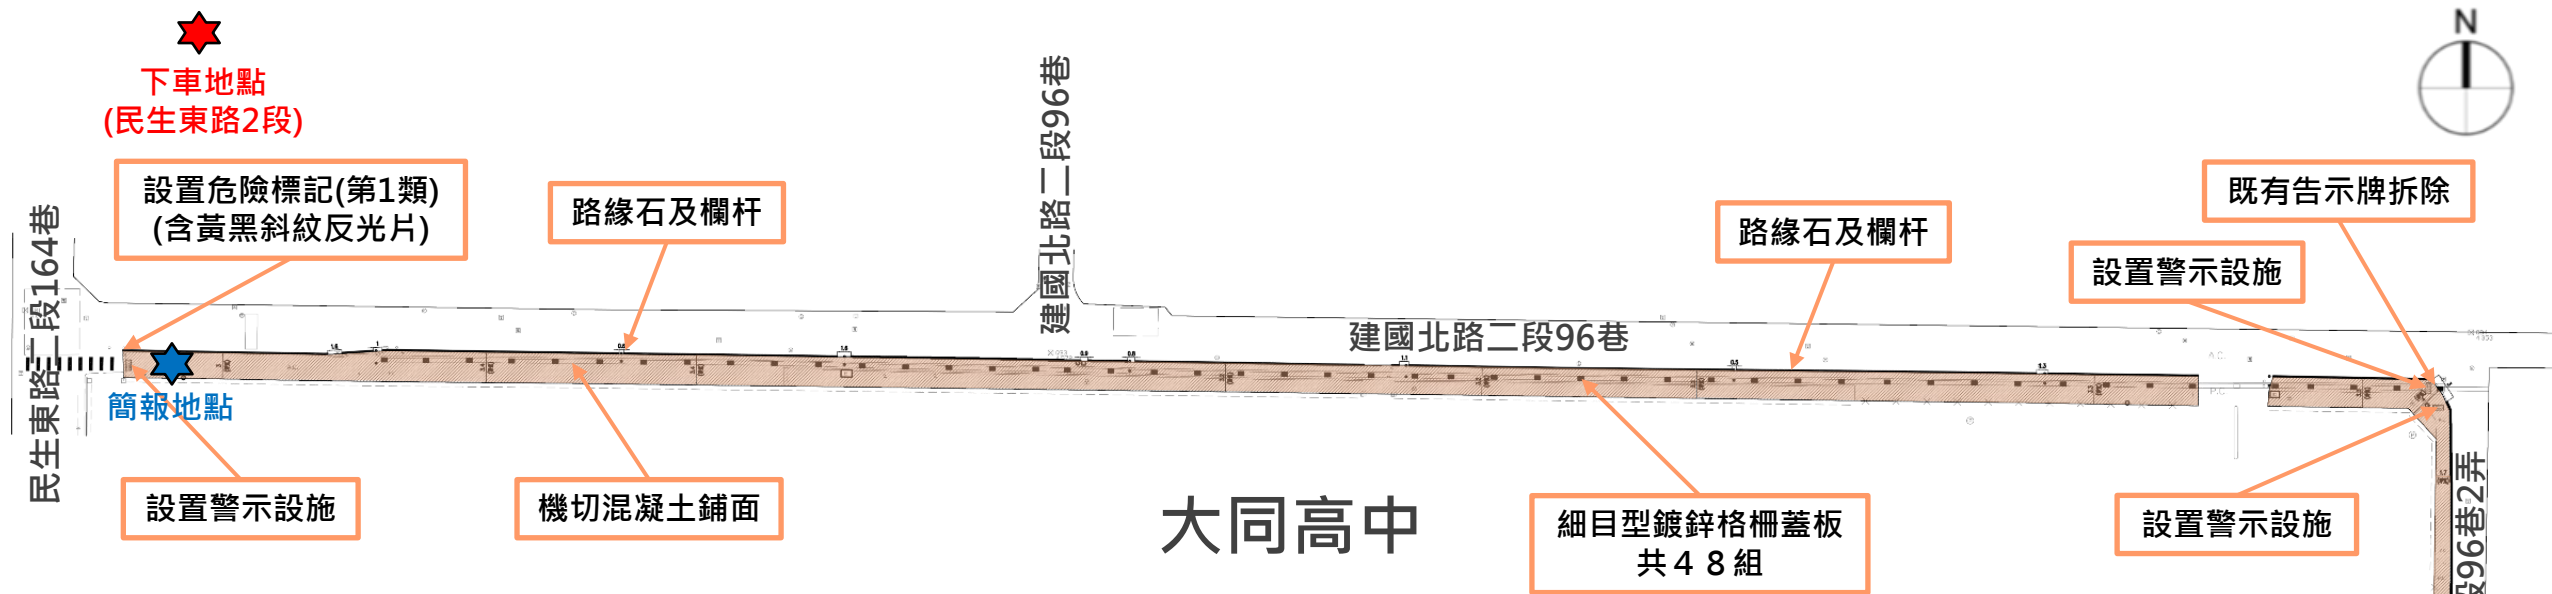 N
下車地點
(民生東路2段)
設置危險標記(第1類)
(含黃黑斜紋反光片)
路緣石及欄杆
建國北路二段96巷
路緣石及欄杆
既有告示牌拆除
設置警示設施
民生東路二段164巷
建國北路二段96巷
簡報地點
設置警示設施
機切混凝土鋪面
大同高中
細目型鍍鋅格柵蓋板
共４８組
設置警示設施
段96巷2弄